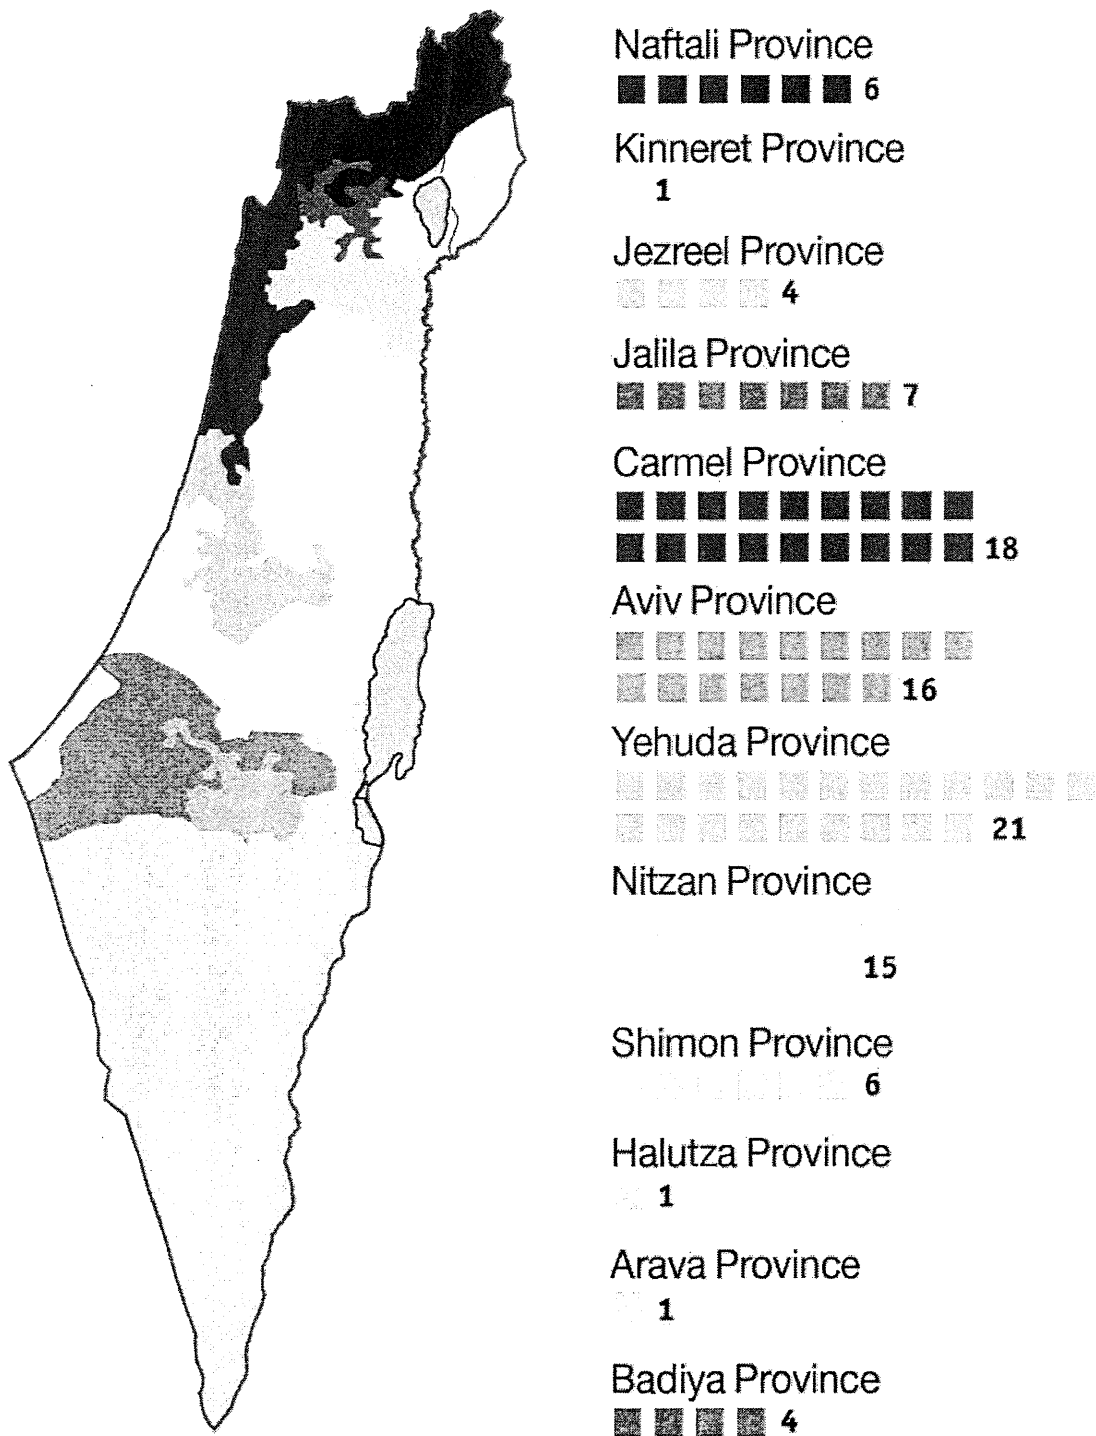 Naftali Province
6
Kinneret Province
1
Jezreel Province
4
Jalila Province
7
Carmel Province
18
Aviv Province
16
Yehuda Province
21
Nitzan Province
15
Shimon Province
6
Halutza Province
1
Arava Province
1
Badiya Province
4